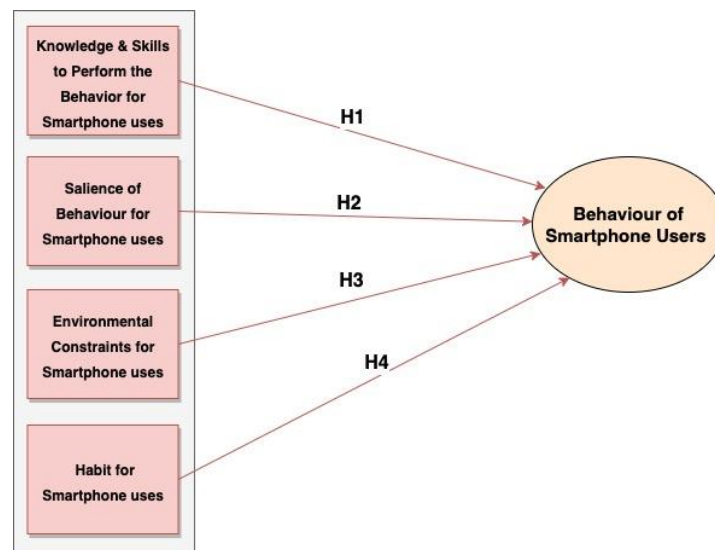 Knowledge & Skills
to Perform the
Behavior for
Smartphone uses
H1
Salience of
Behaviour for
Smartphone uses
H2
Behaviour of
Smartphone Users
Environmental
Constraints for
Smartphone uses
H3
H4
Habit for
Smartphone uses